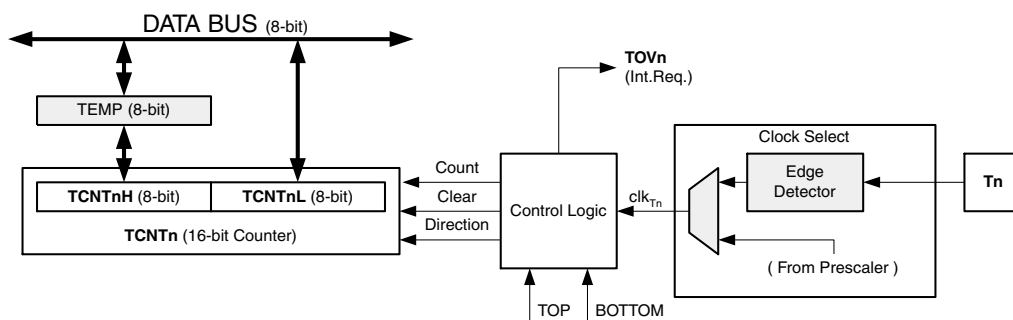 DATA BUS (8-bit)
TOVn
(Int.Req.)
TEMP (8-bit)
Clock Select
Count
Edge
Detector
Tn
TCNTnH (8-bit) TCNTnL (8-bit)
Clear
Control Logic
clkTn
TCNTn (16-bit Counter)
Direction
( From Prescaler )
TOP
BOTTOM